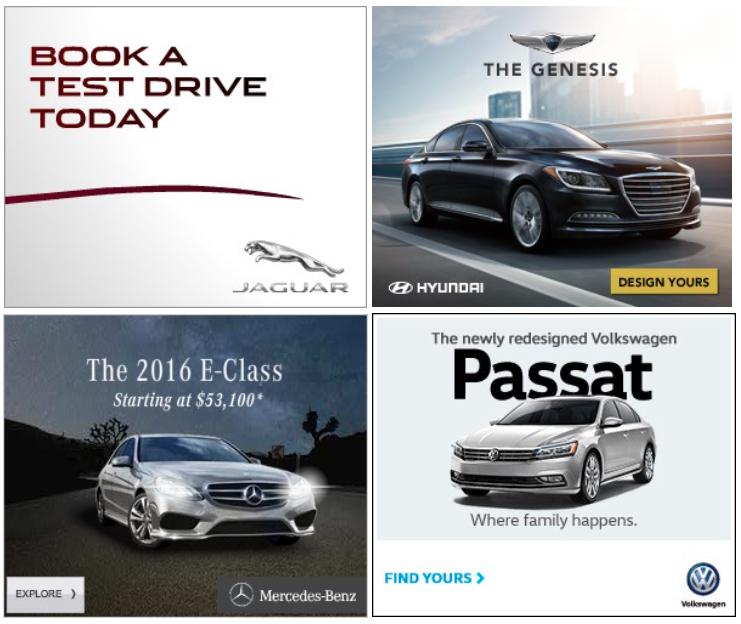 BOOK A
TEST DRIVE
TODAY
JAGUAR
THE GENESIS
HYUNDAI
DESIGN YOURS
The 2016 E-Class
Starting at $53,100*
EXPLORE ❯
Mercedes-Benz
The newly redesigned Volkswagen
Passat
Where family happens.
FIND YOURS ❯
Volkswagen